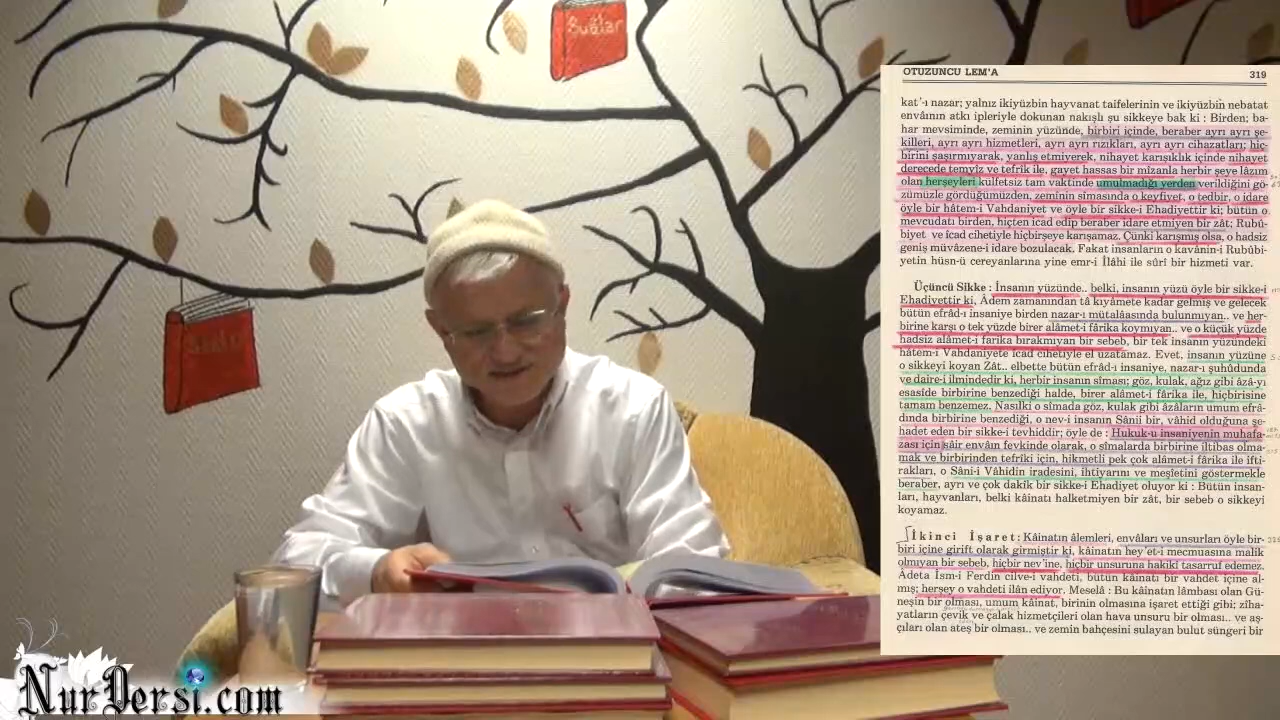 Şuâlar
Sözler
OTUZUNCU LEM'A 319
kat'-ı nazar; yalnız ikiyüzbin hayvanat taifelerinin ve ikiyüzbin nebatat
envâının atkı ipleriyle dokunan nakışlı şu sikkeye bak ki : Birden; ba-
har mevsiminde, zeminin yüzünde, birbiri içinde, beraber ayrı ayrı şe-
killeri, ayrı ayrı hizmetleri, ayrı ayrı rızıkları, ayrı ayrı cihazatları; hiç-
birini şaşırmıyarak, yanlış etmiyerek, nihayet karışıklık içinde nihayet
derecede temyiz ve tefrik ile, gayet hassas bir mizanla herbir şeye lâzım
olan herşeyleri külfetsiz tam vaktinde umulmadığı yerden verildiğini gö-
zümüzle gördüğümüzden, zeminin sîmasında o keyfiyet, o tedbir, o idare
öyle bir hâtem-i Vahdaniyet ve öyle bir sikke-i Ehadiyettir ki; bütün o
mevcudatı birden, hiçten icad edip beraber idare etmiyen bir zât; Rubû-
biyet ve icad cihetiyle hiçbirşeye karışamaz. Çünki karışmış olsa, o hadsiz
geniş müvâzene-i idare bozulacak. Fakat insanların o kavânin-i Rubûbi-
yetin hüsn-ü cereyanlarına yine emr-i İlâhi ile sûrî bir hizmeti var.
Üçüncü Sikke : İnsanın yüzünde.. belki, insanın yüzü öyle bir sikke-i
Ehadiyettir ki, Âdem zamanından tâ kıyâmete kadar gelmiş ve gelecek
bütün efrâd-ı insaniye birden nazar-ı mütalâasında bulunmıyan.. ve her-
birine karşı o tek yüzde birer alâmet-i fârika koymıyan.. ve o küçük yüzde
hadsiz alâmet-i farika bırakmıyan bir sebeb, bir tek insanın yüzündeki
hâtem-i Vahdaniyete icad cihetiyle el uzatamaz. Evet, insanın yüzüne
o sikkeyi koyan Zât.. elbette bütün efrâd-ı insaniye, nazar-ı şuhûdunda
ve daire-i ilmindedir ki, herbir insanın sîması; göz, kulak, ağız gibi âzâ-yı
esaside birbirine benzediği halde, birer alâmet-i fârika ile, hiçbirisine
tamam benzemez. Nasılki o sîmada göz, kulak gibi âzâların umum efrâ-
dında birbirine benzediği, o nev-i insanın Sânii bir, vâhid olduğuna şe-
hadet eden bir sikke-i tevhiddir; öyle de : Hukuk-u insaniyenin muhafa-
zası için sâir envâın fevkinde olarak, o sîmalarda birbirine iltibas olma-
mak ve birbirinden tefriki için, hikmetli pek çok alâmet-i fârika ile ifti-
rakları, o Sâni-i Vâhidin iradesini, ihtiyarını ve meşîetini göstermekle
beraber, ayrı ve çok dakik bir sikke-i Ehadiyet oluyor ki : Bütün insan-
ları, hayvanları, belki kâinatı halketmiyen bir zât, bir sebeb o sikkeyi
koyamaz.
İkinci İşaret : Kâinatın âlemleri, envâları ve unsurları öyle bir-
biri içine girift olarak girmiştir ki, kâinatın hey'et-i mecmuasına malik
olmıyan bir sebeb, hiçbir nev'ine, hiçbir unsuruna hakikî tasarruf edemez.
Âdeta İsm-i Ferdin cilve-i vahdeti, bütün kâinatı bir vahdet içine al-
mış; herşey o vahdeti ilân ediyor. Meselâ : Bu kâinatın lâmbası olan Gü-
neşin bir olması, umum kâinat, birinin olmasına işaret ettiği gibi; zîha-
yatların çevik ve çalak hizmetçileri olan hava unsuru bir olması.. ve aş-
çıları olan ateş bir olması.. ve zemin bahçesini sulayan bulut süngeri bir
NurDersi.com